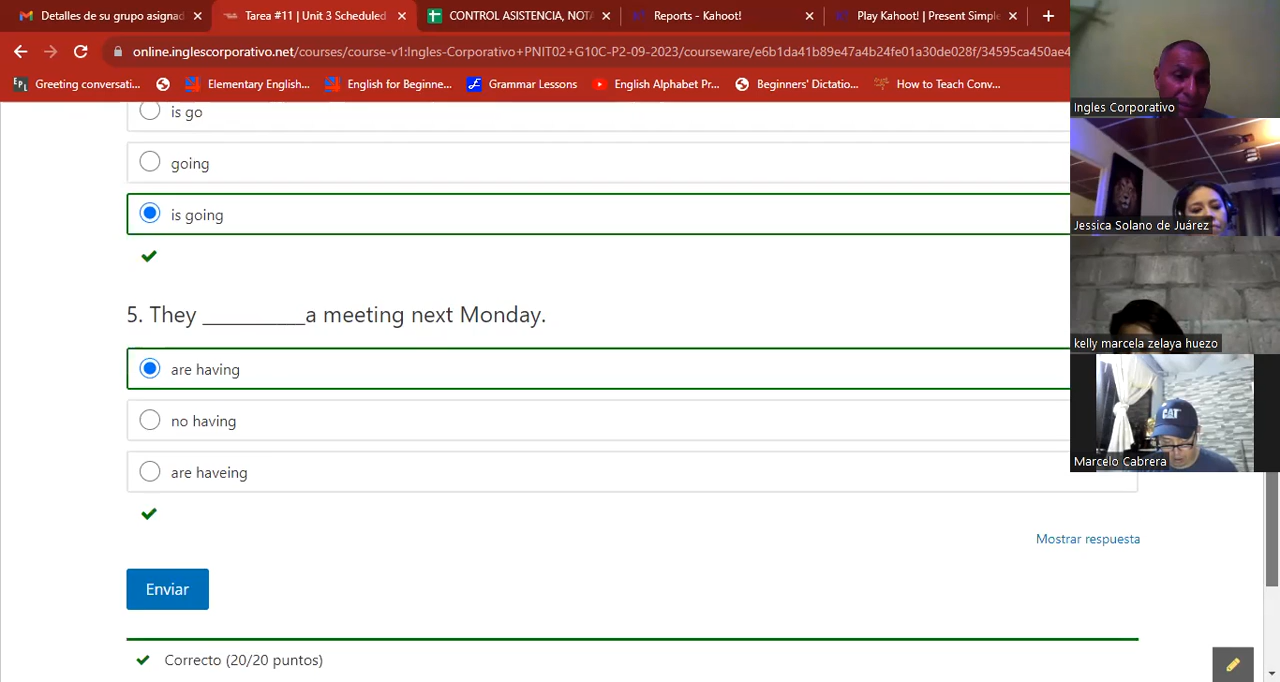 Detalles de su grupo asignad
Tarea #11 | Unit 3 Scheduled
CONTROL ASISTENCIA, NOTA
Reports - Kahoot!
Play Kahoot! | Present Simple
online.inglescorporativo.net/courses/course-v1:Ingles-Corporativo+PNIT02+G10C-P2-09-2023/courseware/e6b1da41b89e47a4b24fe01a30de028f/34595ca450ae4
Greeting conversati...
Elementary English...
English for Beginne...
Grammar Lessons
English Alphabet Pr...
Beginners' Dictatio...
How to Teach Conv...
is go
going
is going
5. They __________a meeting next Monday.
are having
no having
are haveing
Mostrar respuesta
Enviar
Correcto (20/20 puntos)
Ingles Corporativo
Jessica Solano de Juárez
kelly marcela zelaya huezo
CAT
Marcelo Cabrera